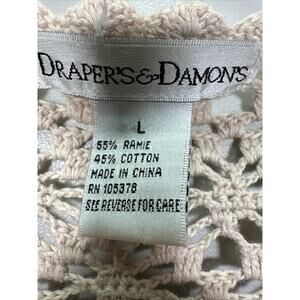 DRAPER'S & DAMON'S
L
55% RAMIE
45% COTTON
MADE IN CHINA
RN 105378
SEE REVERSE FOR CARE